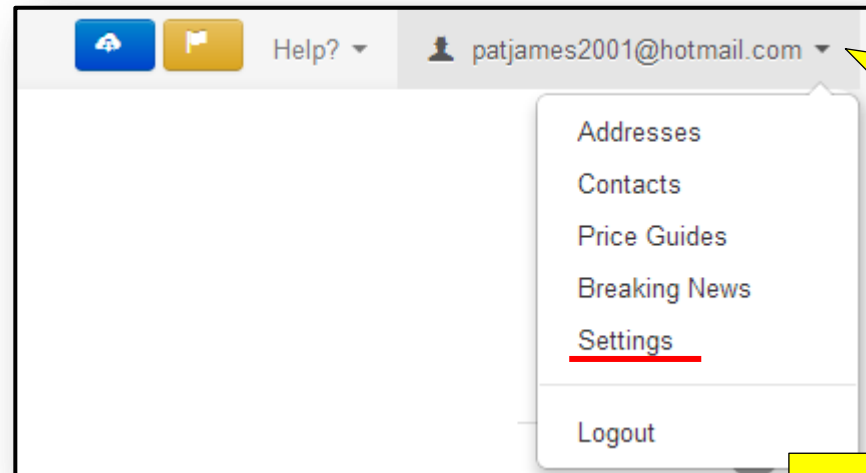 Help? patjames2001@hotmail.com
Addresses
Contacts
Price Guides
Breaking News
Settings
Logout